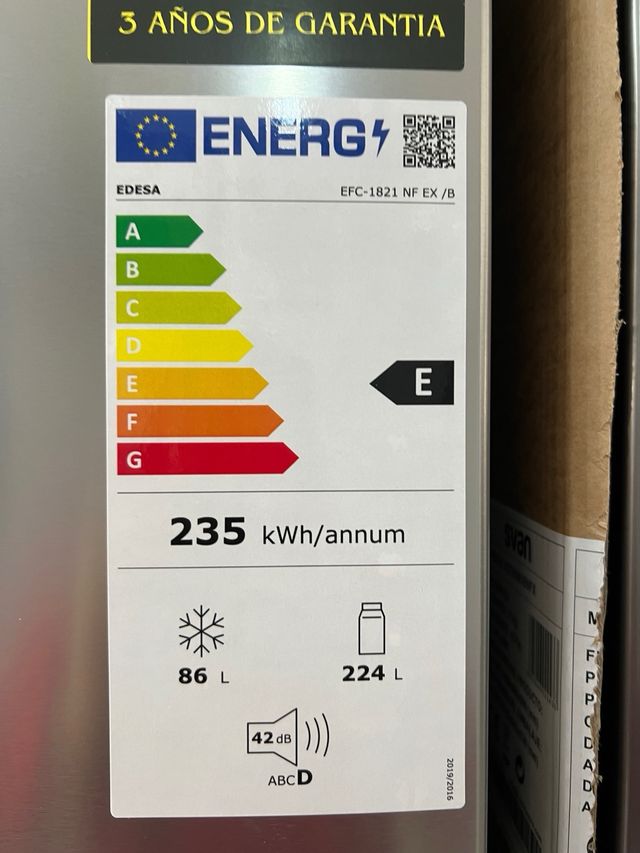 3 AÑOS DE GARANTIA
ENERG
EDESA
EFC-1821 NF EX /B
A
B
C
D
E
E
F
G
235 kWh/annum
86 L
224 L
42 dB
ABCD
2019/2016
svan
M
F
P
P
C
D
A
D
A